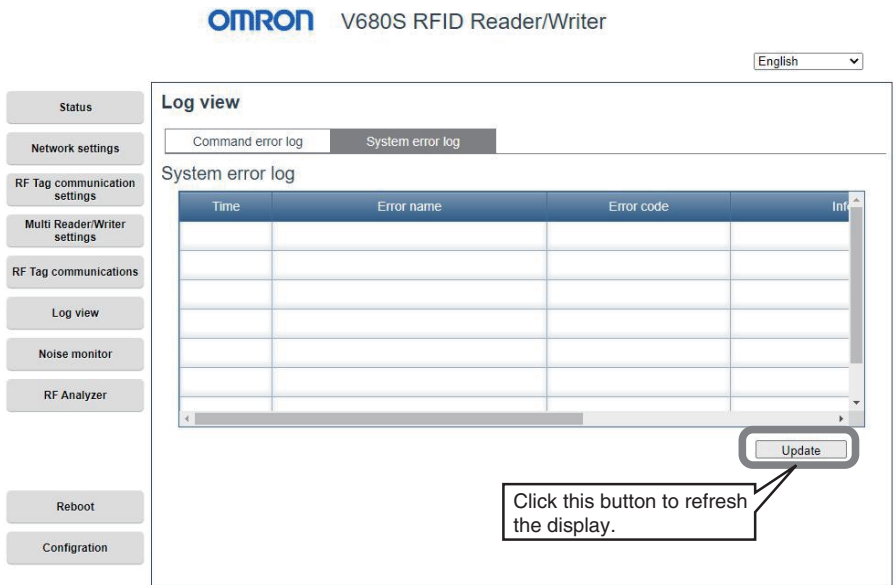 OMRON V680S RFID Reader/Writer
English
Status
Network settings
RF Tag communication
settings
Multi Reader/Writer
settings
RF Tag communications
Log view
Noise monitor
RF Analyzer
Reboot
Configration
Log view
Command error log System error log
System error log
Time Error name Error code Inf
Update
Click this button to refresh
the display.